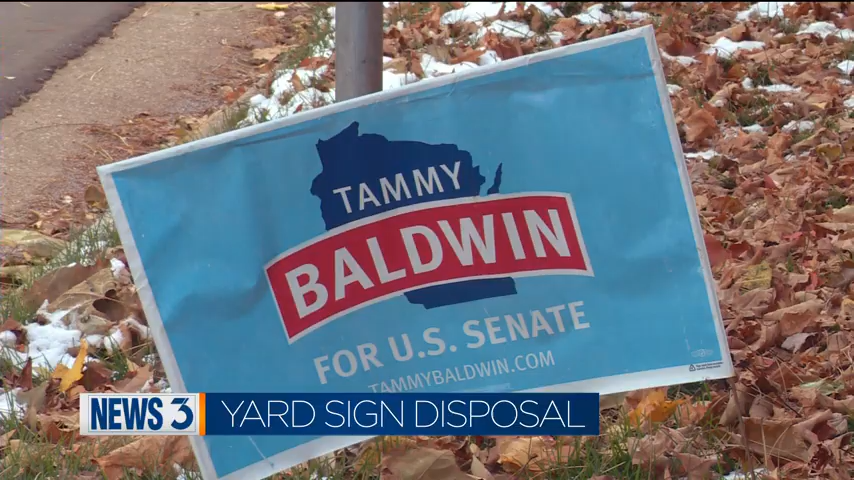 TAMMY
BALDWIN
FOR U.S. SENATE
TAMMYBALDWIN.COM
NEWS 3 YARD SIGN DISPOSAL